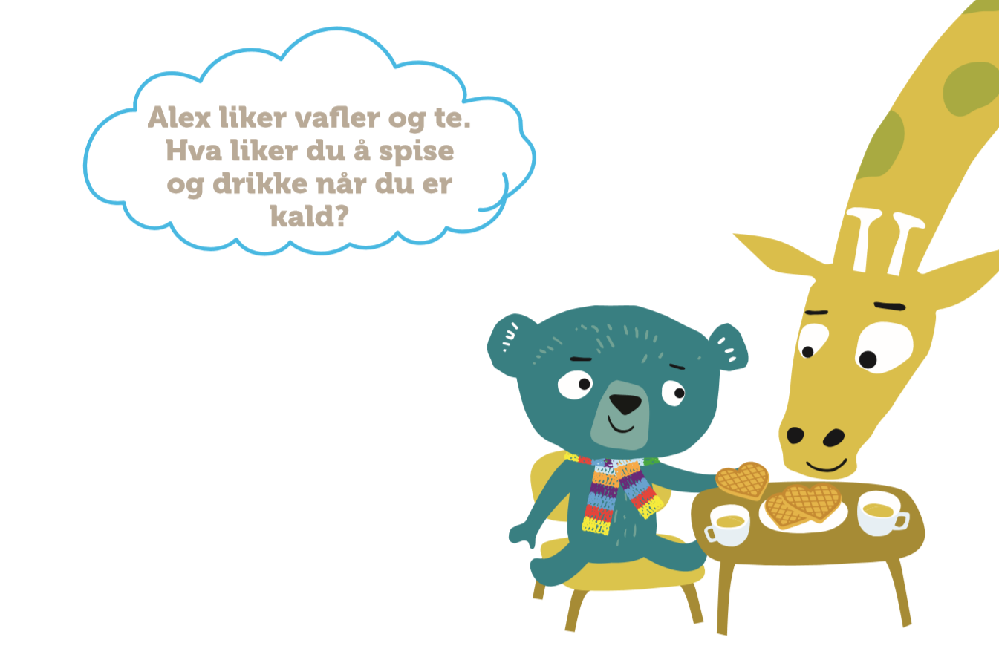 Alex liker vafler og te.
Hva liker du å spise
og drikke når du er
kald?